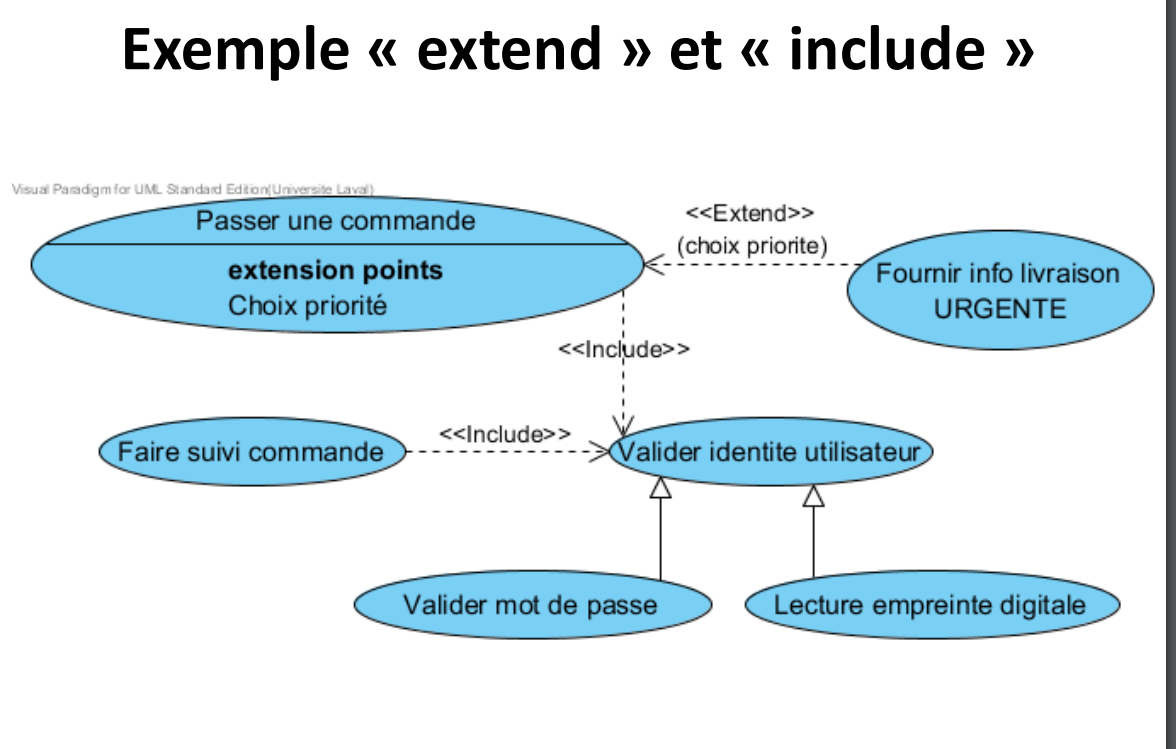 Exemple « extend » et « include »
Visual Paradigm for UML Standard Edition(Universite Laval)
Passer une commande
extension points
Choix priorité
<<Extend>>
(choix priorite)
Fournir info livraison
URGENTE
<<Include>>
Faire suivi commande
<<Include>>
Valider identite utilisateur
Valider mot de passe
Lecture empreinte digitale